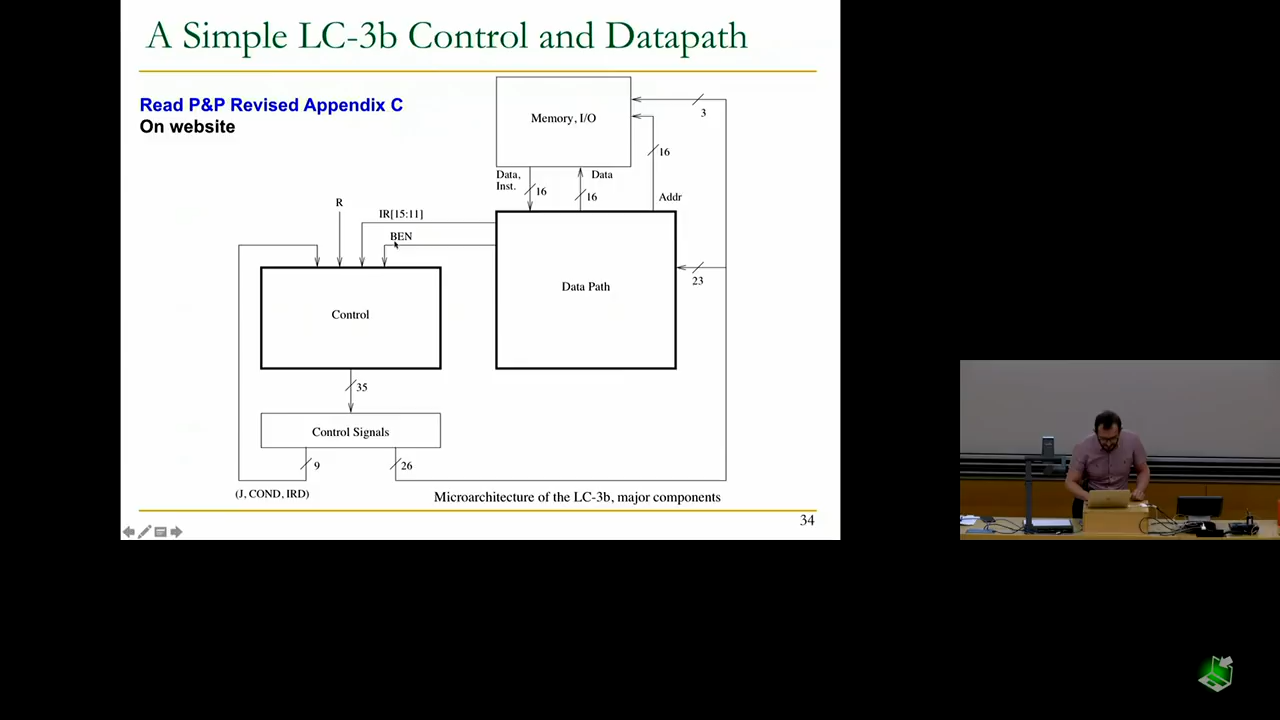 A Simple LC-3b Control and Datapath
Read P&P Revised Appendix C
On website
Memory, I/O
3
16
Data,
Inst.
16
Data
16
Addr
R
IR[15:11]
BEN
23
Control
Data Path
35
Control Signals
9
26
(J, COND, IRD)
Microarchitecture of the LC-3b, major components
34